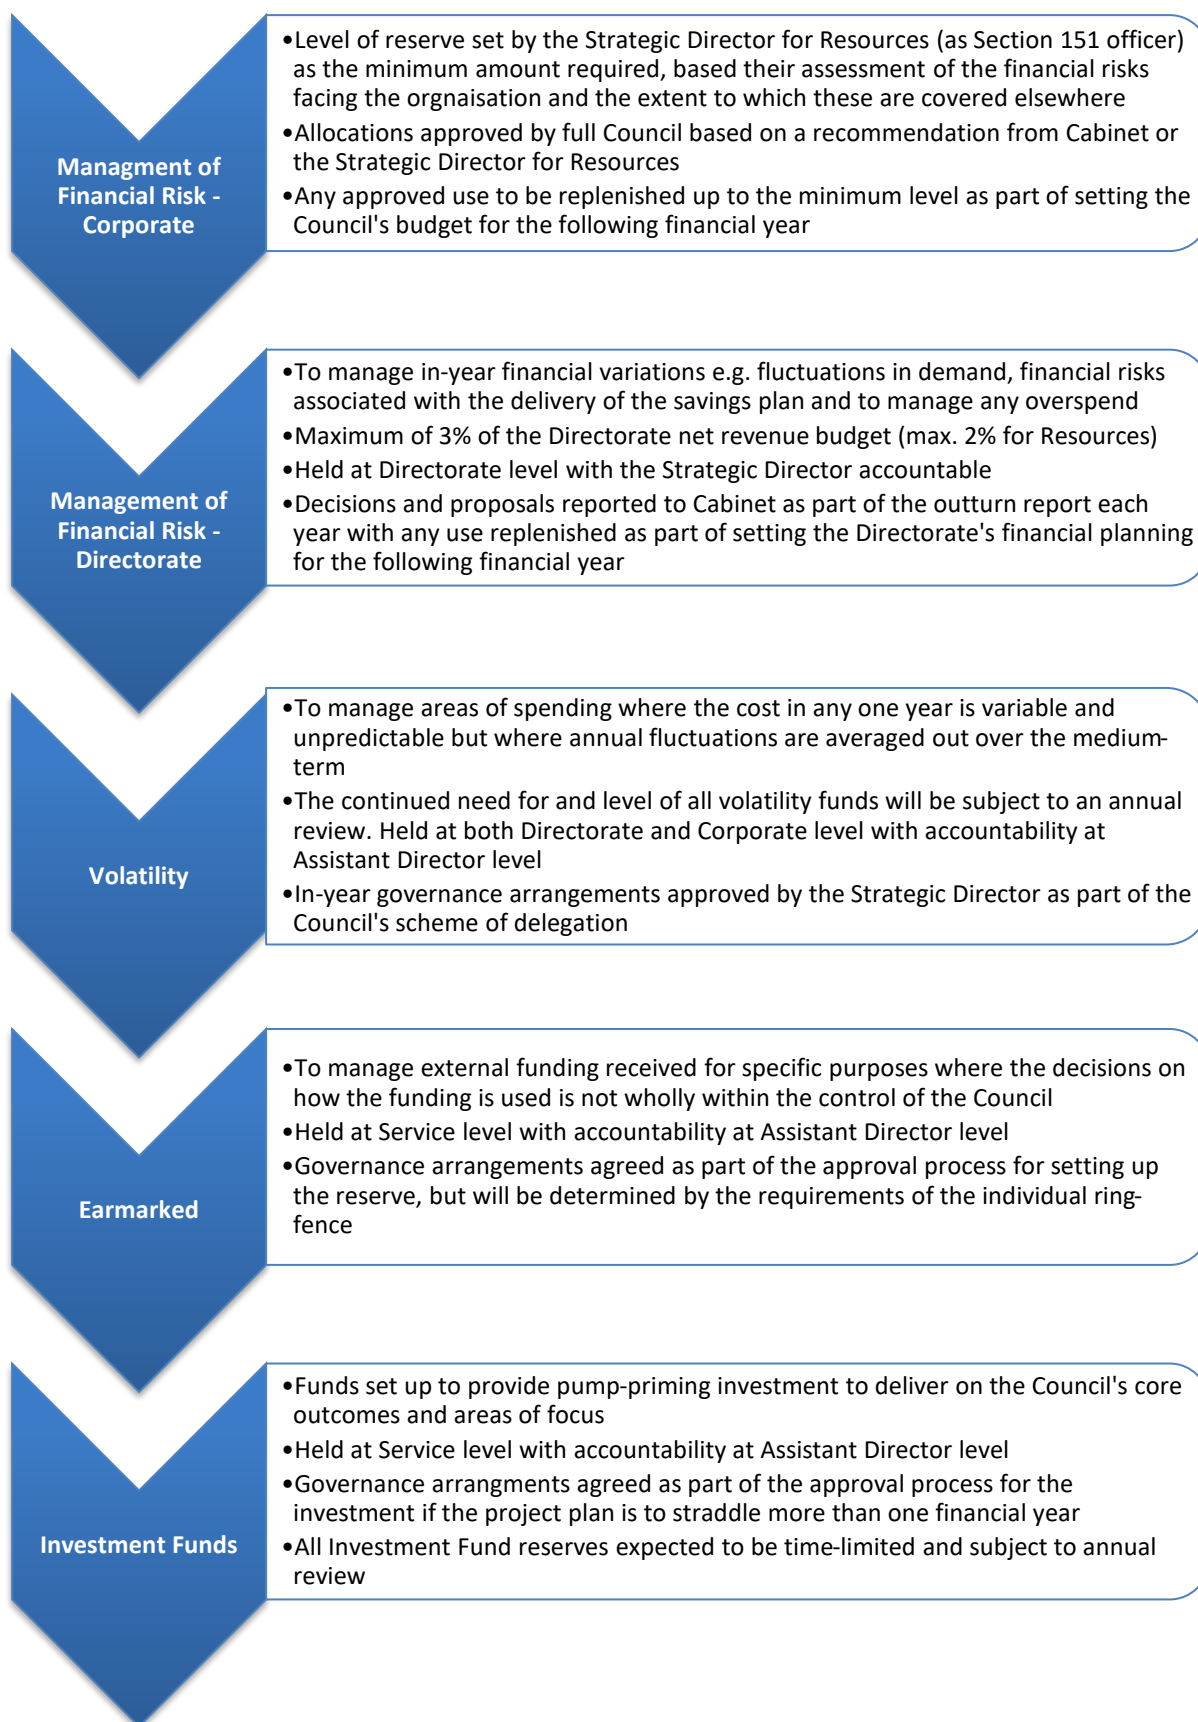 Managment of
Financial Risk -
Corporate
•Level of reserve set by the Strategic Director for Resources (as Section 151 officer)
as the minimum amount required, based their assessment of the financial risks
facing the orgnaisation and the extent to which these are covered elsewhere
•Allocations approved by full Council based on a recommendation from Cabinet or
the Strategic Director for Resources
•Any approved use to be replenished up to the minimum level as part of setting the
Council's budget for the following financial year
Management of
Financial Risk -
Directorate
•To manage in-year financial variations e.g. fluctuations in demand, financial risks
associated with the delivery of the savings plan and to manage any overspend
•Maximum of 3% of the Directorate net revenue budget (max. 2% for Resources)
•Held at Directorate level with the Strategic Director accountable
•Decisions and proposals reported to Cabinet as part of the outturn report each
year with any use replenished as part of setting the Directorate's financial planning
for the following financial year
Volatility
•To manage areas of spending where the cost in any one year is variable and
unpredictable but where annual fluctuations are averaged out over the medium-
term
•The continued need for and level of all volatility funds will be subject to an annual
review. Held at both Directorate and Corporate level with accountability at
Assistant Director level
•In-year governance arrangements approved by the Strategic Director as part of the
Council's scheme of delegation
Earmarked
•To manage external funding received for specific purposes where the decisions on
how the funding is used is not wholly within the control of the Council
•Held at Service level with accountability at Assistant Director level
•Governance arrangements agreed as part of the approval process for setting up
the reserve, but will be determined by the requirements of the individual ring-
fence
Investment Funds
•Funds set up to provide pump-priming investment to deliver on the Council's core
outcomes and areas of focus
•Held at Service level with accountability at Assistant Director level
•Governance arrangments agreed as part of the approval process for the
investment if the project plan is to straddle more than one financial year
•All Investment Fund reserves expected to be time-limited and subject to annual
review